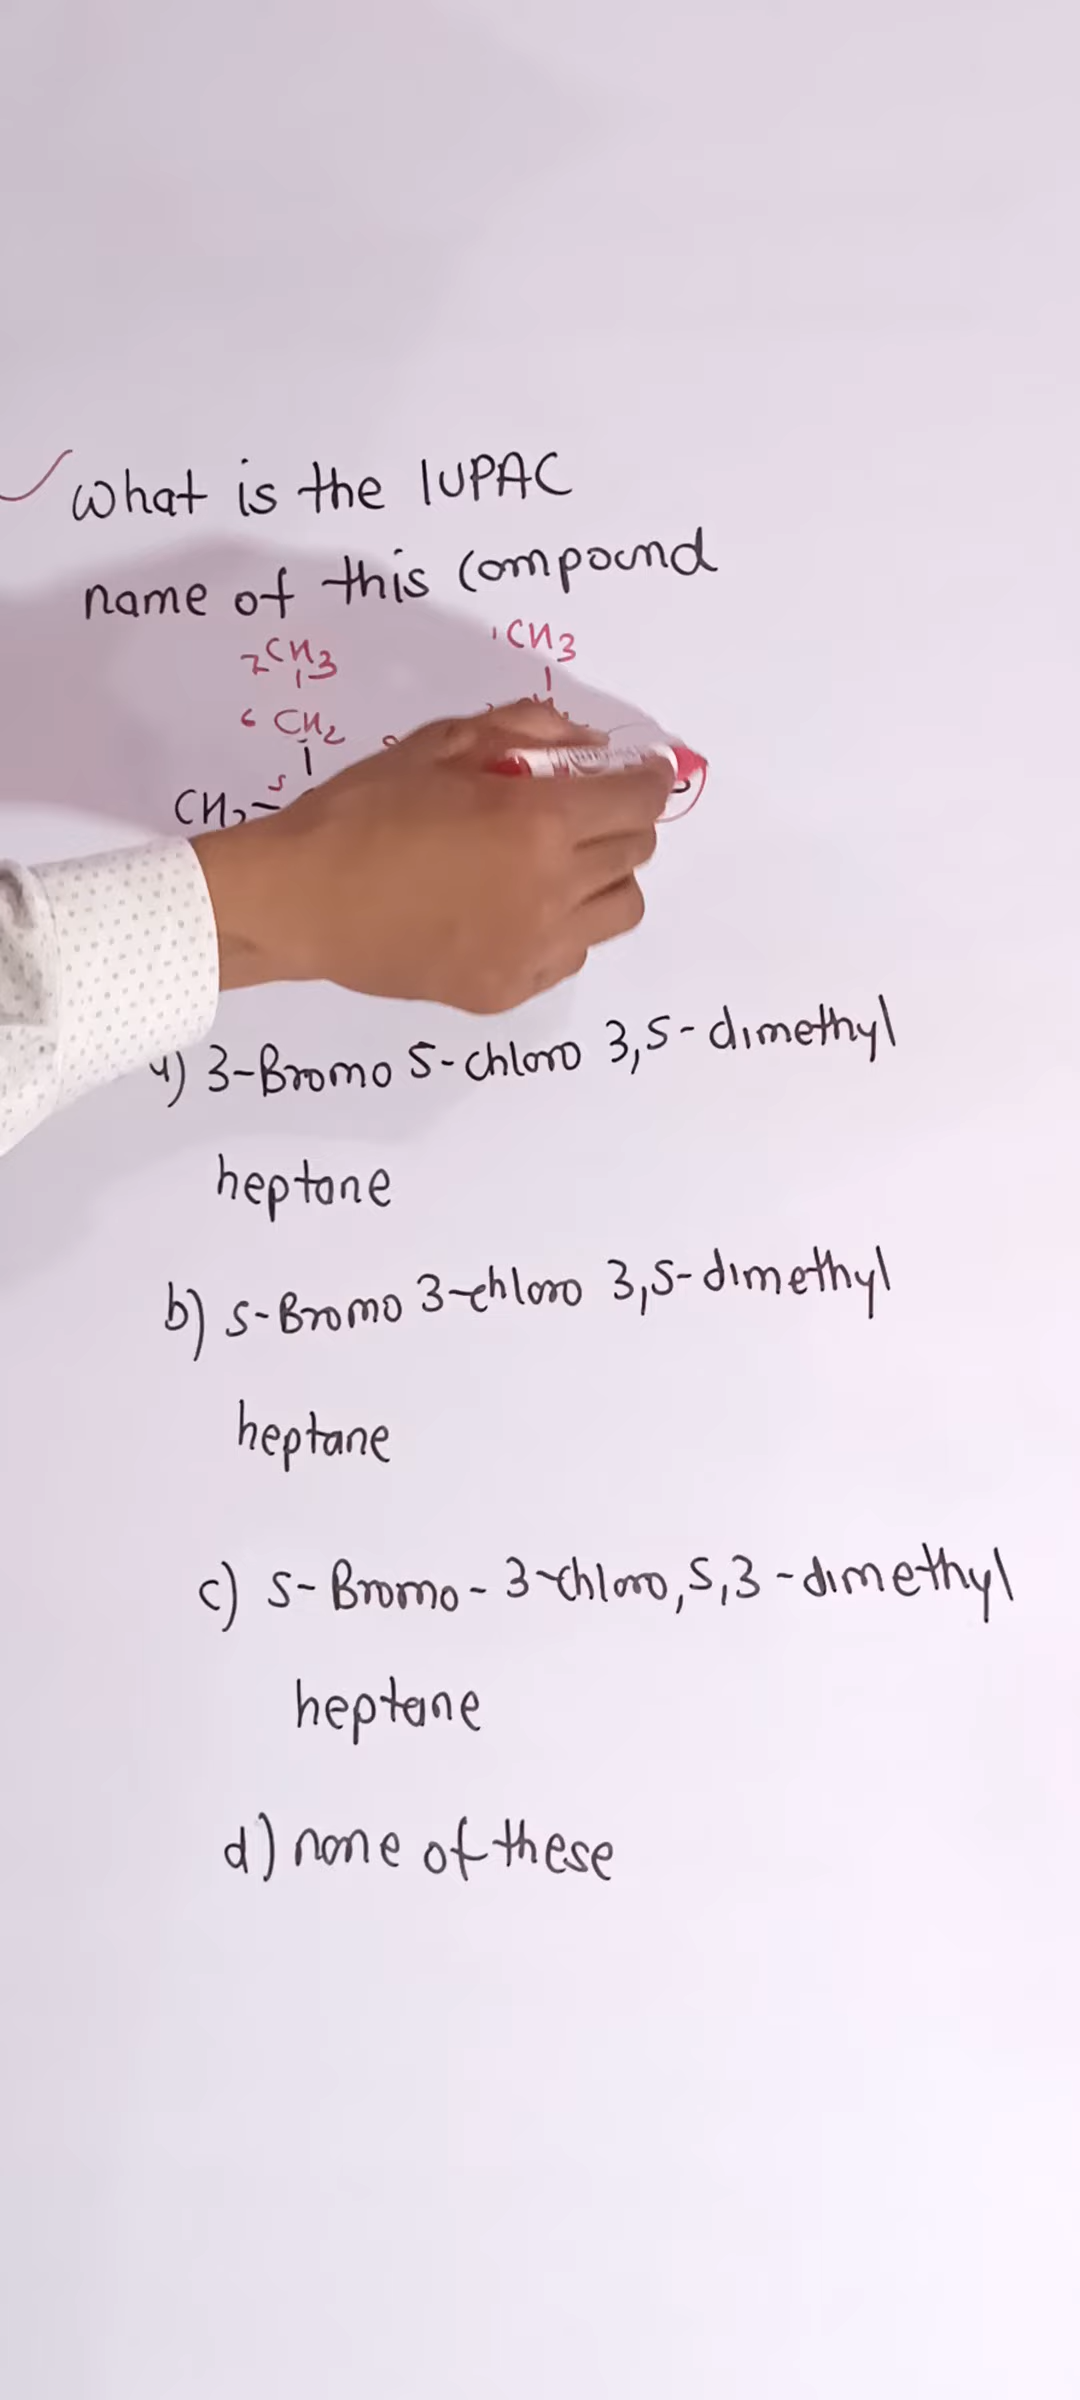 What is the IUPAC
name of this compound
7CH3 1CH3
6 CH2
5
CH3-
a) 3-Bromo 5-chloro 3,5-dimethyl
heptane
b) 5-Bromo 3-chloro 3,5-dimethyl
heptane
c) 5-Bromo-3-chloro,5,3-dimethyl
heptane
d) none of these